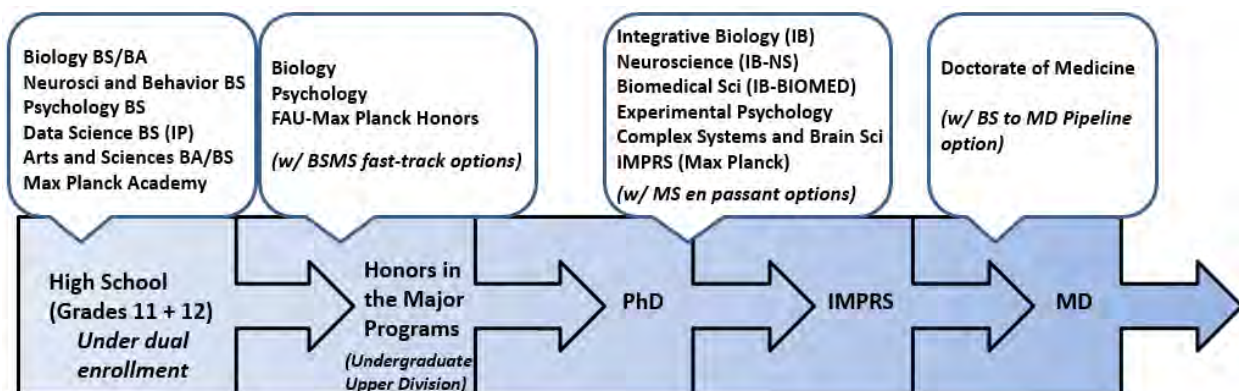 Biology BS/BA
Neurosci and Behavior BS
Psychology BS
Data Science BS (IP)
Arts and Sciences BA/BS
Max Planck Academy
Biology
Psychology
FAU-Max Planck Honors
(w/ BSMS fast-track options)
Integrative Biology (IB)
Neuroscience (IB-NS)
Biomedical Sci (IB-BIOMED)
Experimental Psychology
Complex Systems and Brain Sci
IMPRS (Max Planck)
(w/ MS en passant options)
Doctorate of Medicine
(w/ BS to MD Pipeline
option)
High School
(Grades 11 + 12)
Under dual
enrollment
Honors in
the Major
Programs
(Undergraduate
Upper Division)
PhD
IMPRS
MD